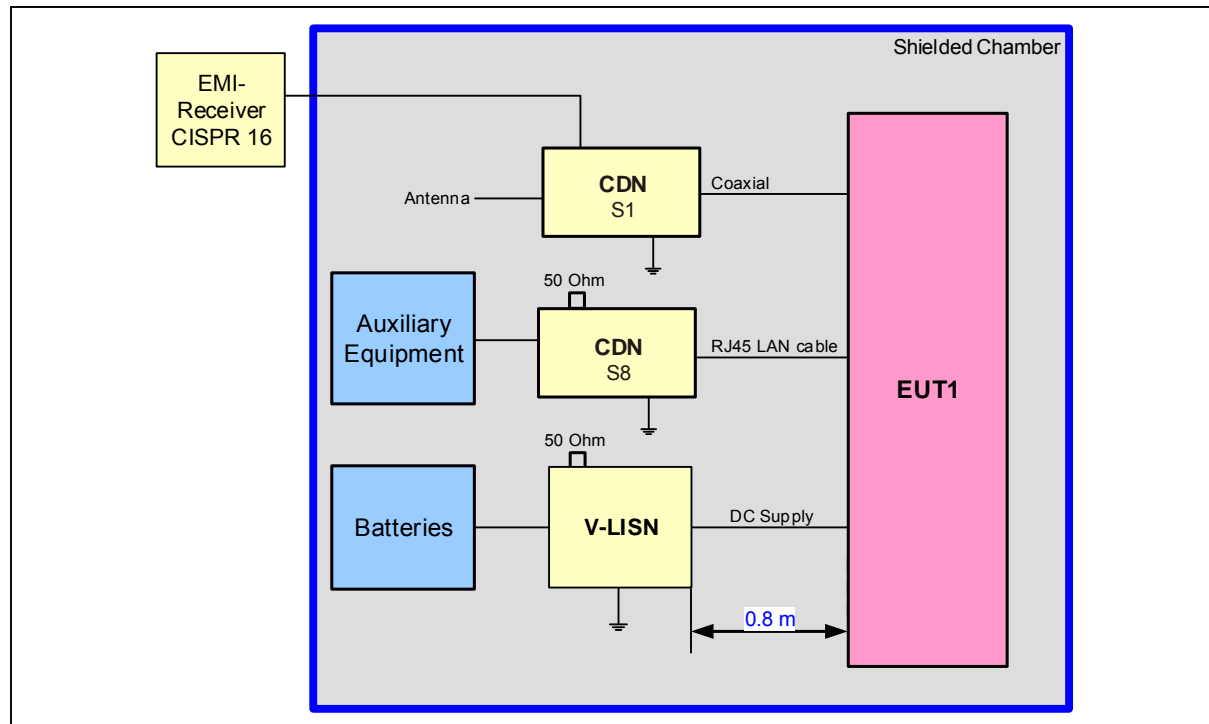 Shielded Chamber
EMI-
Receiver
CISPR 16
CDN
S1
Antenna
Coaxial
50 Ohm
Auxiliary
Equipment
CDN
S8
RJ45 LAN cable
EUT1
50 Ohm
Batteries
V-LISN
DC Supply
0.8 m